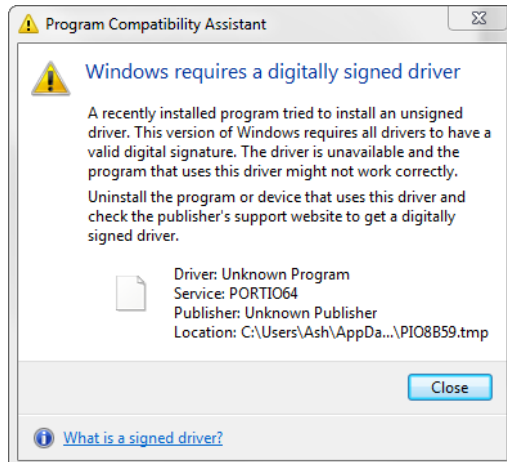 Program Compatibility Assistant
Windows requires a digitally signed driver
A recently installed program tried to install an unsigned
driver. This version of Windows requires all drivers to have a
valid digital signature. The driver is unavailable and the
program that uses this driver might not work correctly.
Uninstall the program or device that uses this driver and
check the publisher's support website to get a digitally
signed driver.
Driver: Unknown Program
Service: PORTIO64
Publisher: Unknown Publisher
Location: C:\Users\Ash\AppDa...\PIO8B59.tmp
Close
What is a signed driver?